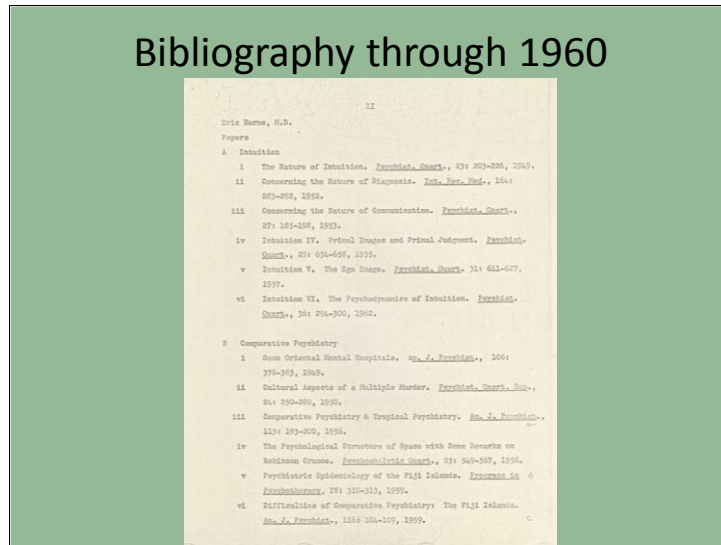 Bibliography through 1960
II
Eric Berne, M.D.
Papers
A Intuition
i The Nature of Intuition. Psychiat. Quart., 23: 203-226, 1949.
ii Concerning the Nature of Diagnosis. Int. Rec. Med., 164:
283-292, 1952.
iii Concerning the Nature of Communication. Psychiat. Quart.,
27: 185-198, 1953.
iv Intuition IV. Primal Images and Primal Judgment. Psychiat.
Quart., 29: 634-658, 1955.
v Intuition V. The Ego Image. Psychiat. Quart. 31: 611-627,
1957.
vi Intuition VI. The Psychodynamics of Intuition. Psychiat.
Quart., 36: 294-300, 1962.
B Comparative Psychiatry
i Some Oriental Mental Hospitals. Am. J. Psychiat., 106:
376-383, 1949.
ii Cultural Aspects of a Multiple Murder. Psychiat. Quart. Sup.,
24: 250-269, 1950.
iii Comparative Psychiatry & Tropical Psychiatry. Am. J. Psychiat.,
113: 193-200, 1956.
iv The Psychological Structure of Space with Some Remarks on
Robinson Crusoe. Psychoanalytic Quart., 25: 549-567, 1956.
v Psychiatric Epidemiology of the Fiji Islands. Progress in
Psychotherapy, IV: 310-313, 1959.
vi Difficulties of Comparative Psychiatry: The Fiji Islands.
Am. J. Psychiat., 116: 104-109, 1959.